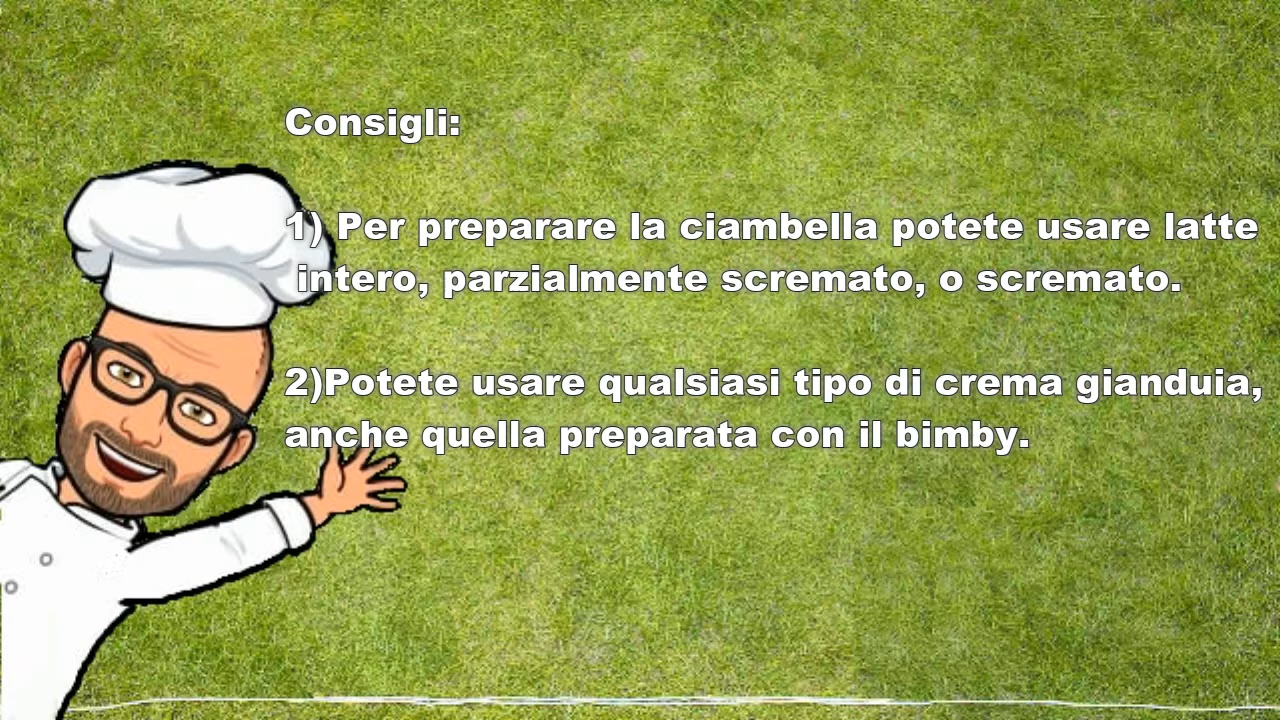 Consigli:
1) Per preparare la ciambella potete usare latte
intero, parzialmente scremato, o scremato.
2)Potete usare qualsiasi tipo di crema gianduia,
anche quella preparata con il bimby.